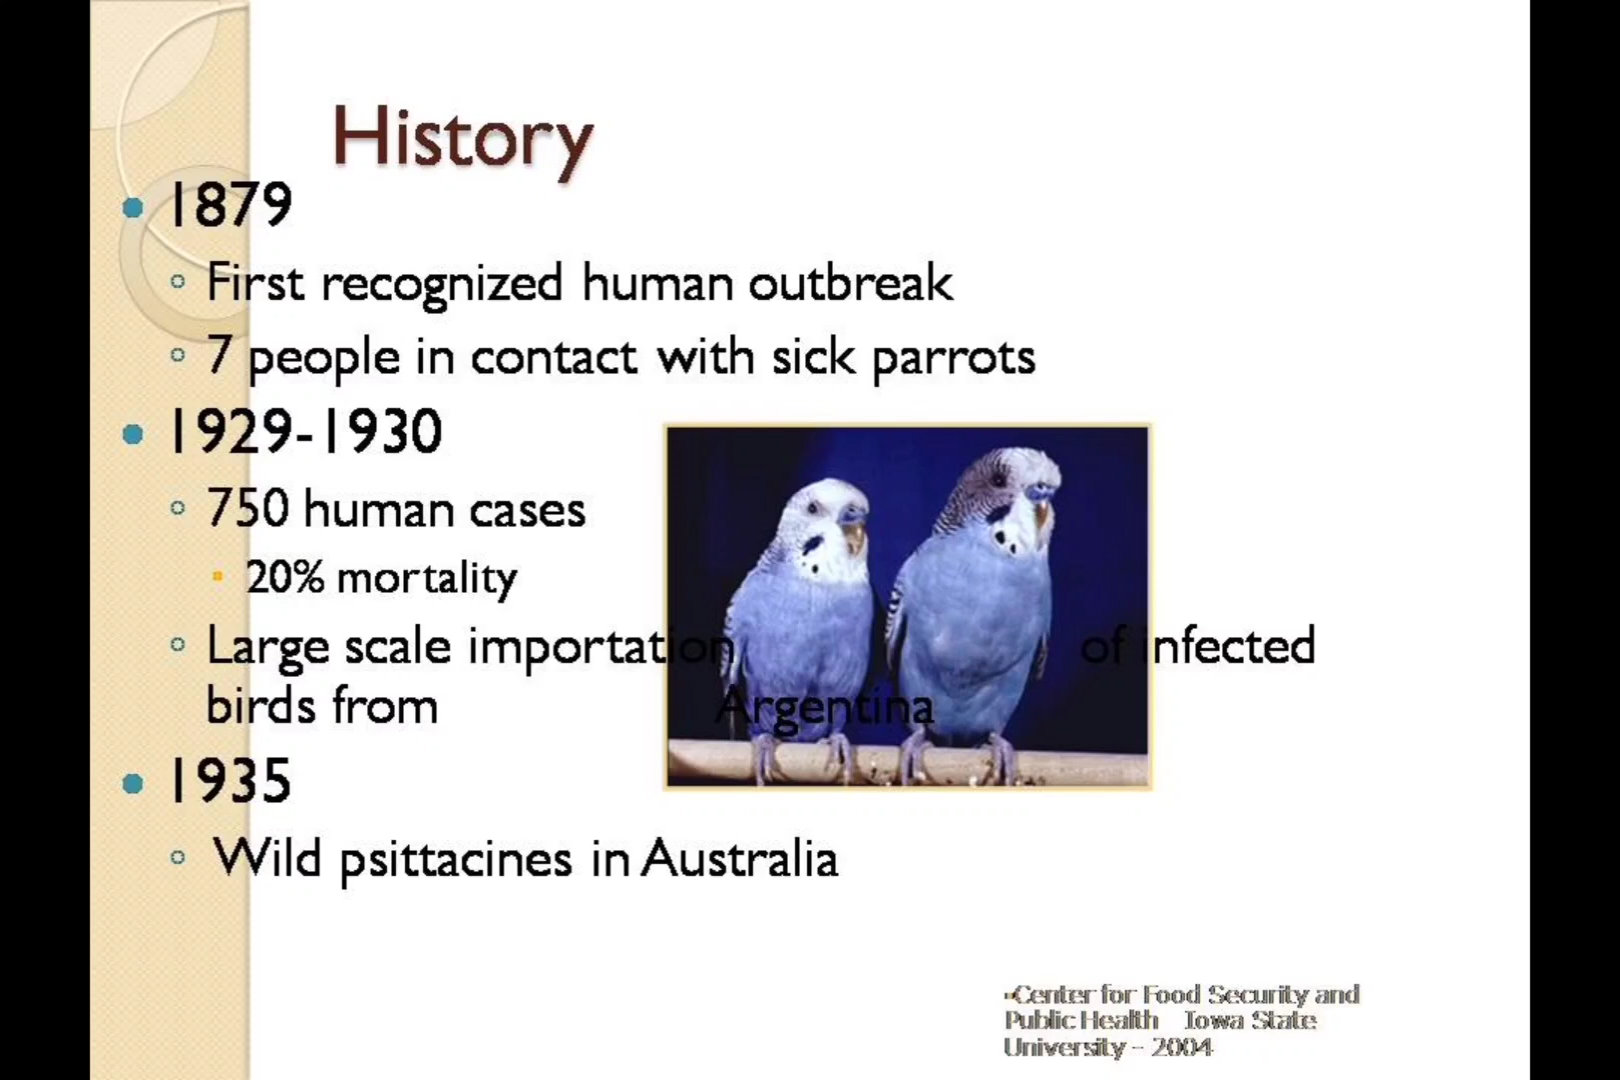 History
1879
First recognized human outbreak
7 people in contact with sick parrots
1929-1930
750 human cases
20% mortality
Large scale importation of infected
birds from Argentina
1935
Wild psittacines in Australia
Center for Food Security and
Public Health Iowa State
University - 2004